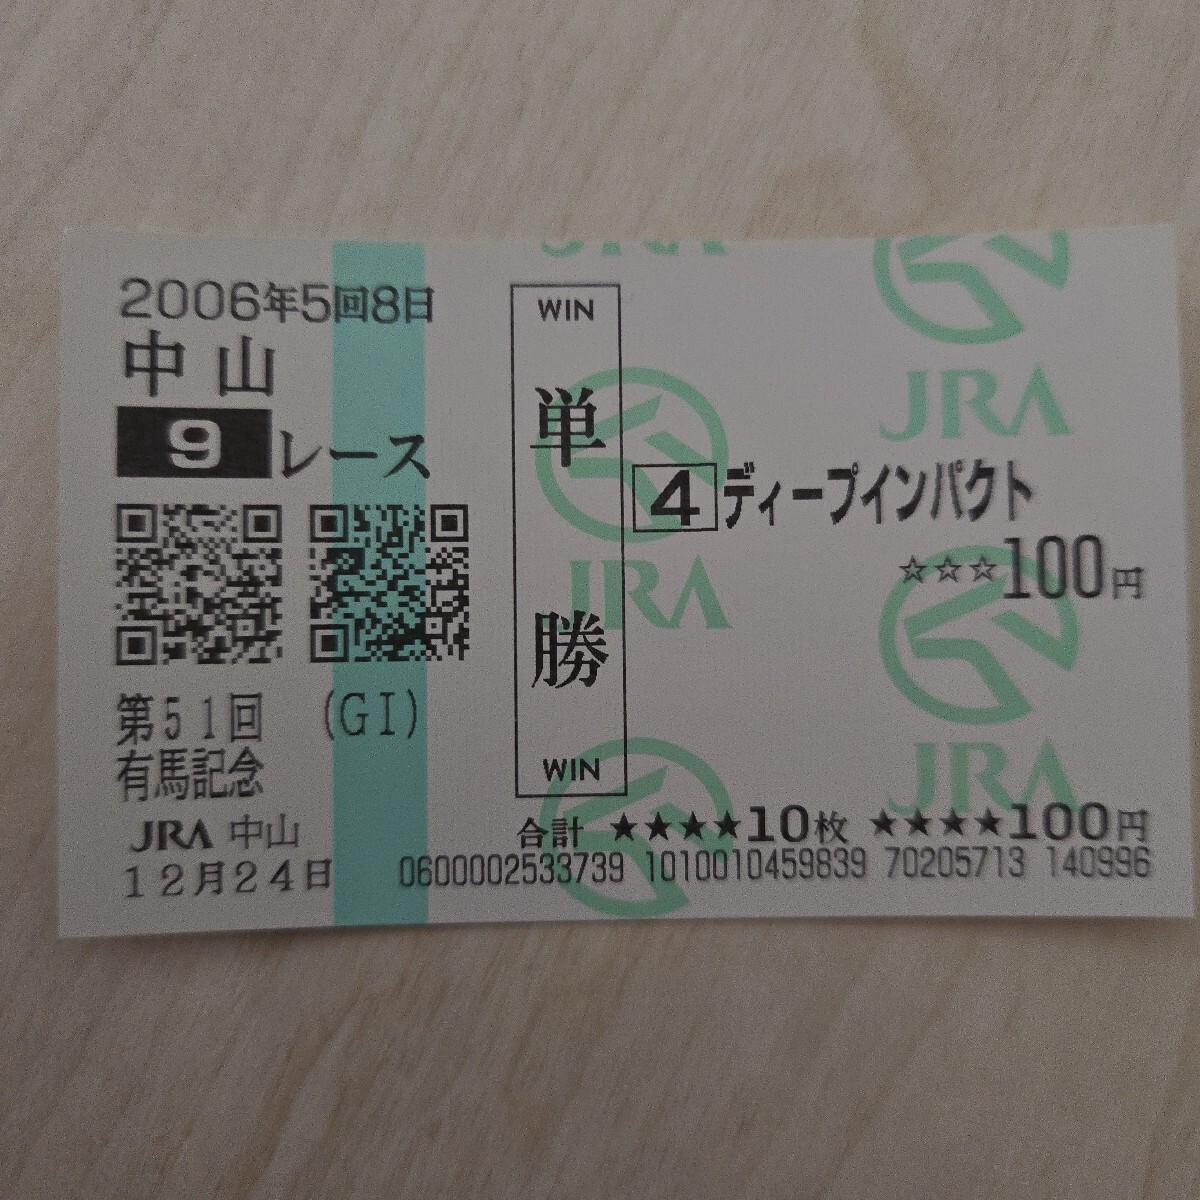 2006年5回8日
中山
9レース
第51回 (GI)
有馬記念
JRA 中山
12月24日
WIN
単勝
WIN
4 ディープインパクト
☆☆☆100円
合計 ★★★★10枚 ★★★★100円
0600002533739 1010010459839 70205713 140996
JRA
JRA
JRA
JRA